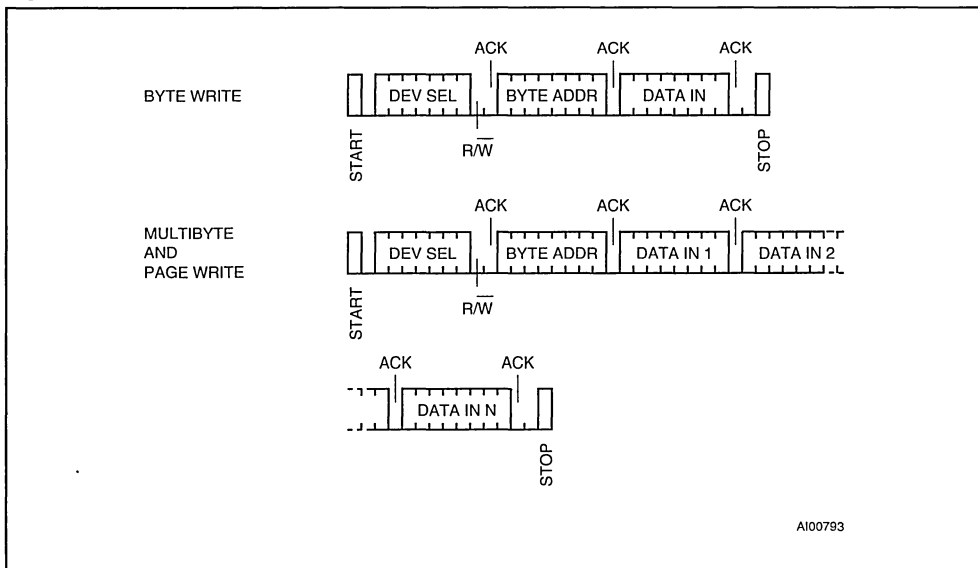 ACK ACK ACK
BYTE WRITE DEV SEL BYTE ADDR DATA IN
START R/W̅ STOP
ACK ACK ACK
MULTIBYTE
AND
PAGE WRITE
DEV SEL BYTE ADDR DATA IN 1 DATA IN 2
START R/W̅
ACK ACK
DATA IN N
STOP
AI00793